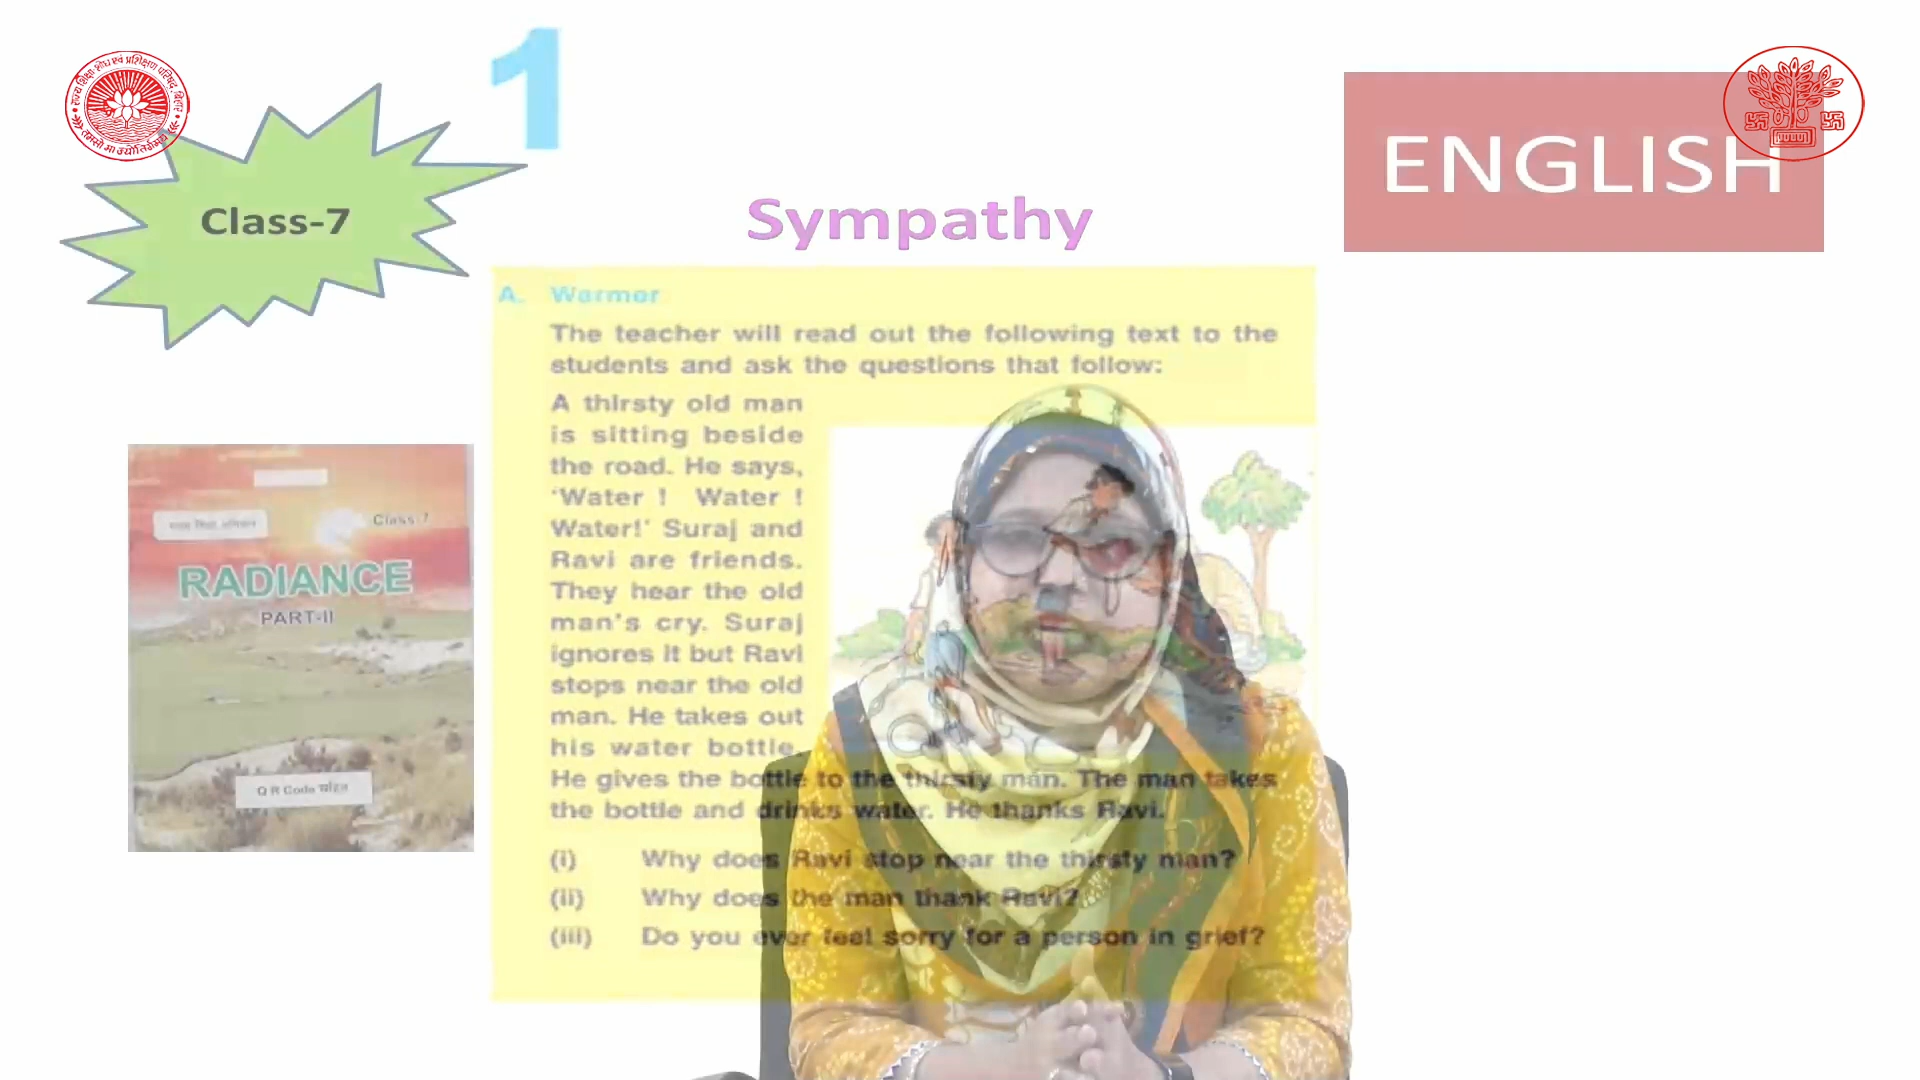 1
Class-7
ENGLISH
Sympathy
A. Warmer
The teacher will read out the following text to the
students and ask the questions that follow:
A thirsty old man
is sitting beside
the road. He says,
'Water ! Water !
Water!' Suraj and
Ravi are friends.
They hear the old
man's cry. Suraj
ignores it but Ravi
stops near the old
man. He takes out
his water bottle.
He gives the bottle to the thirsty man. The man takes
the bottle and drinks water. He thanks Ravi.
(i) Why does Ravi stop near the thirsty man?
(ii) Why does the man thank Ravi?
(iii) Do you ever feel sorry for a person in grief?
Class-7
RADIANCE
PART-II
Q R Code सहित